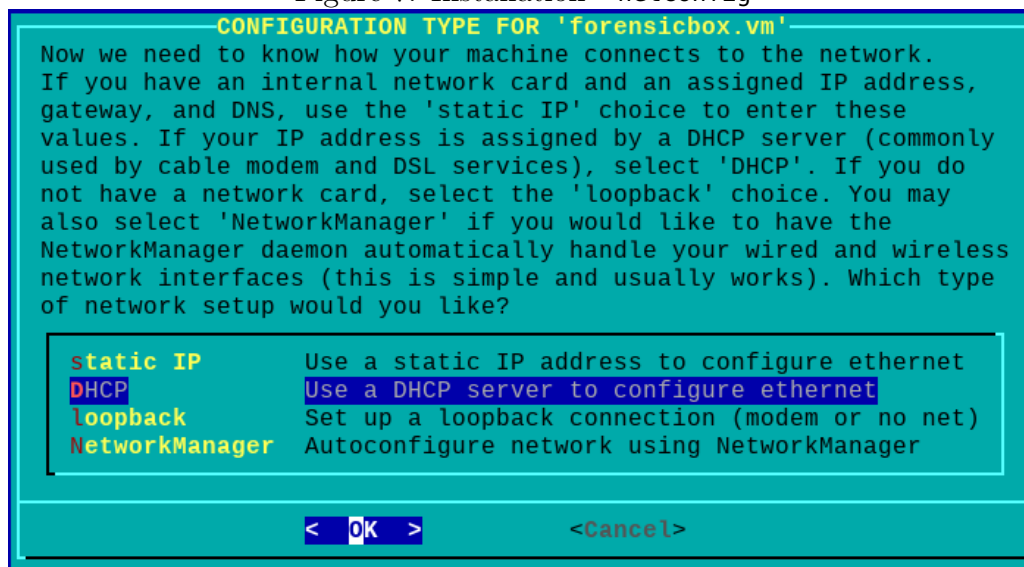 CONFIGURATION TYPE FOR 'forensicbox.vm'
Now we need to know how your machine connects to the network.
If you have an internal network card and an assigned IP address,
gateway, and DNS, use the 'static IP' choice to enter these
values. If your IP address is assigned by a DHCP server (commonly
used by cable modem and DSL services), select 'DHCP'. If you do
not have a network card, select the 'loopback' choice. You may
also select 'NetworkManager' if you would like to have the
NetworkManager daemon automatically handle your wired and wireless
network interfaces (this is simple and usually works). Which type
of network setup would you like?
static IP Use a static IP address to configure ethernet
DHCP Use a DHCP server to configure ethernet
loopback Set up a loopback connection (modem or no net)
NetworkManager Autoconfigure network using NetworkManager
< OK > <Cancel>